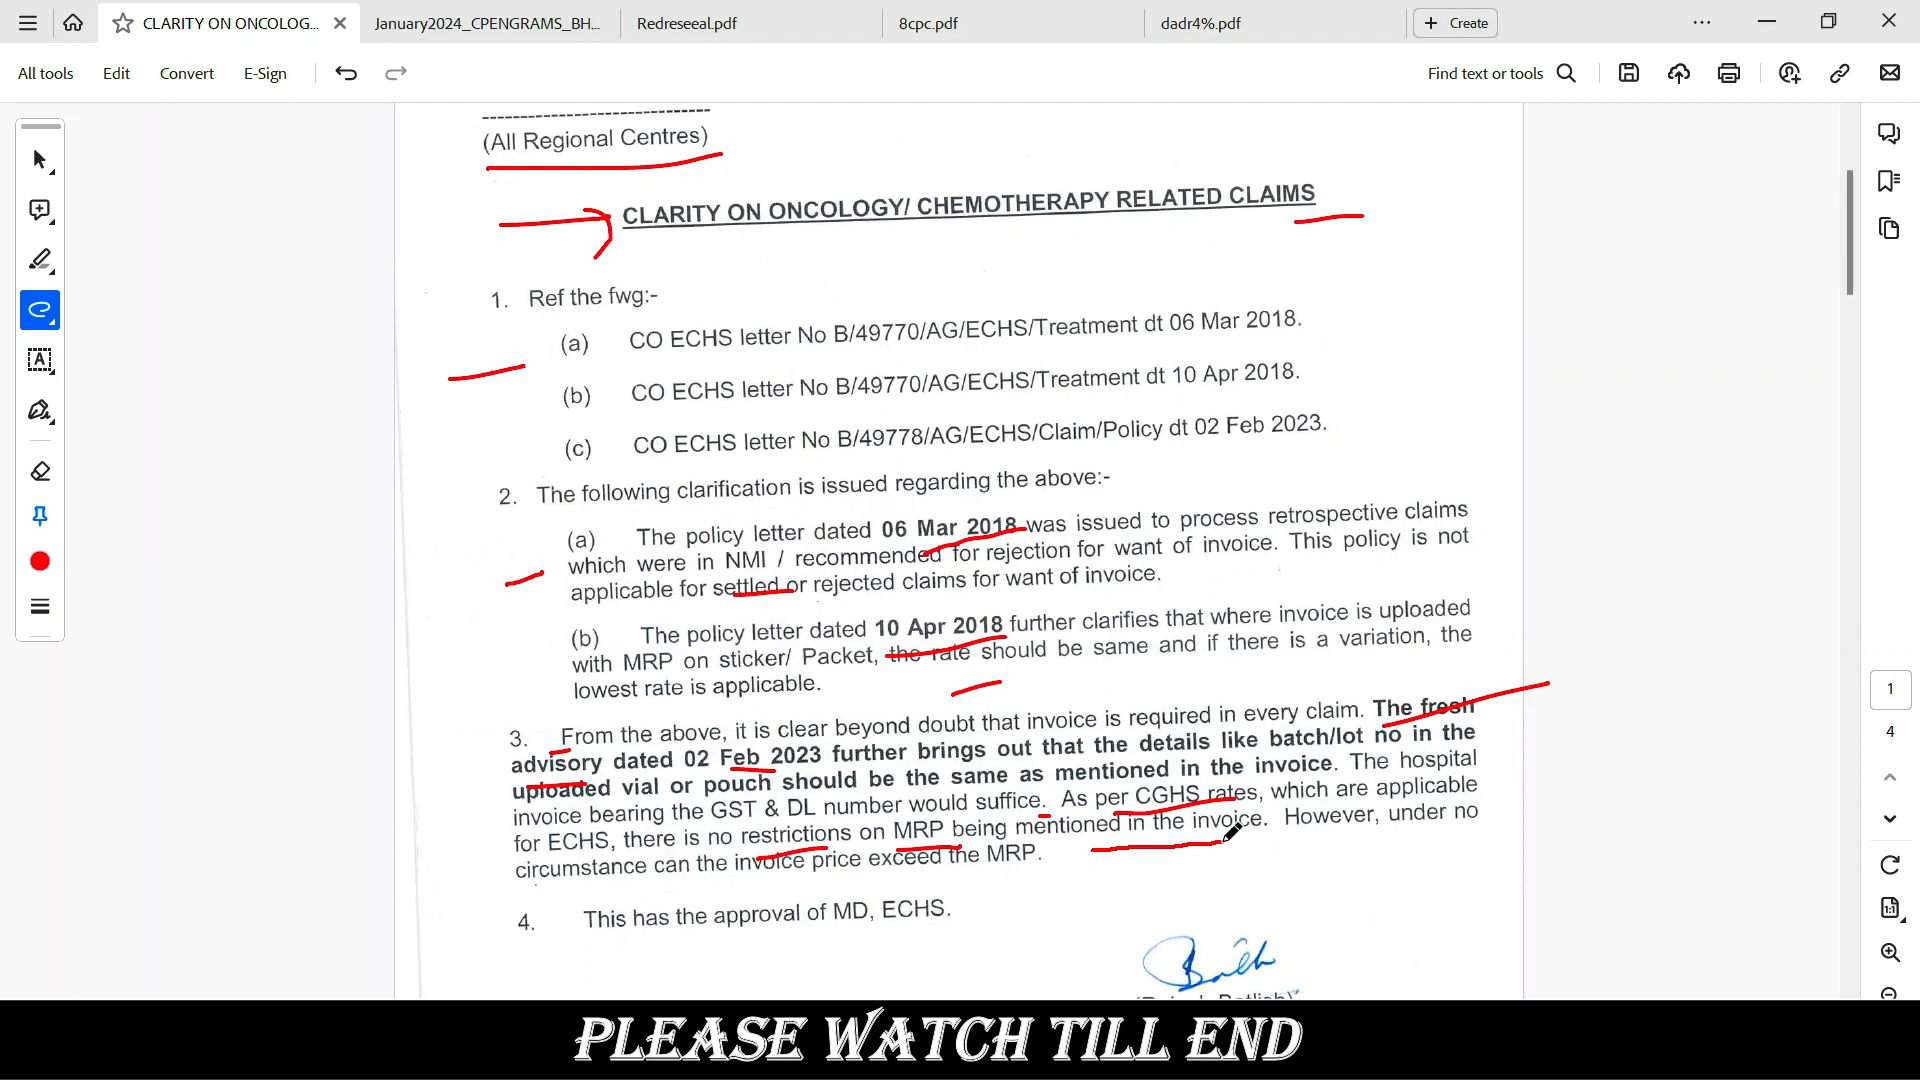 CLARITY ON ONCOLOG...
January2024_CPENGRAMS_BH...
Redreseeal.pdf
8cpc.pdf
dadr4%.pdf
Create
All tools
Edit
Convert
E-Sign
Find text or tools
(All Regional Centres)
CLARITY ON ONCOLOGY/ CHEMOTHERAPY RELATED CLAIMS
1. Ref the fwg:-
(a) CO ECHS letter No B/49770/AG/ECHS/Treatment dt 06 Mar 2018.
(b) CO ECHS letter No B/49770/AG/ECHS/Treatment dt 10 Apr 2018.
(c) CO ECHS letter No B/49778/AG/ECHS/Claim/Policy dt 02 Feb 2023.
2. The following clarification is issued regarding the above:-
(a) The policy letter dated 06 Mar 2018 was issued to process retrospective claims
which were in NMI / recommended for rejection for want of invoice. This policy is not
applicable for settled or rejected claims for want of invoice.
(b) The policy letter dated 10 Apr 2018 further clarifies that where invoice is uploaded
with MRP on sticker/ Packet, the rate should be same and if there is a variation, the
lowest rate is applicable.
3. From the above, it is clear beyond doubt that invoice is required in every claim. The fresh
advisory dated 02 Feb 2023 further brings out that the details like batch/lot no in the
uploaded vial or pouch should be the same as mentioned in the invoice. The hospital
invoice bearing the GST & DL number would suffice. As per CGHS rates, which are applicable
for ECHS, there is no restrictions on MRP being mentioned in the invoice. However, under no
circumstance can the invoice price exceed the MRP.
4. This has the approval of MD, ECHS.
1
4
PLEASE WATCH TILL END